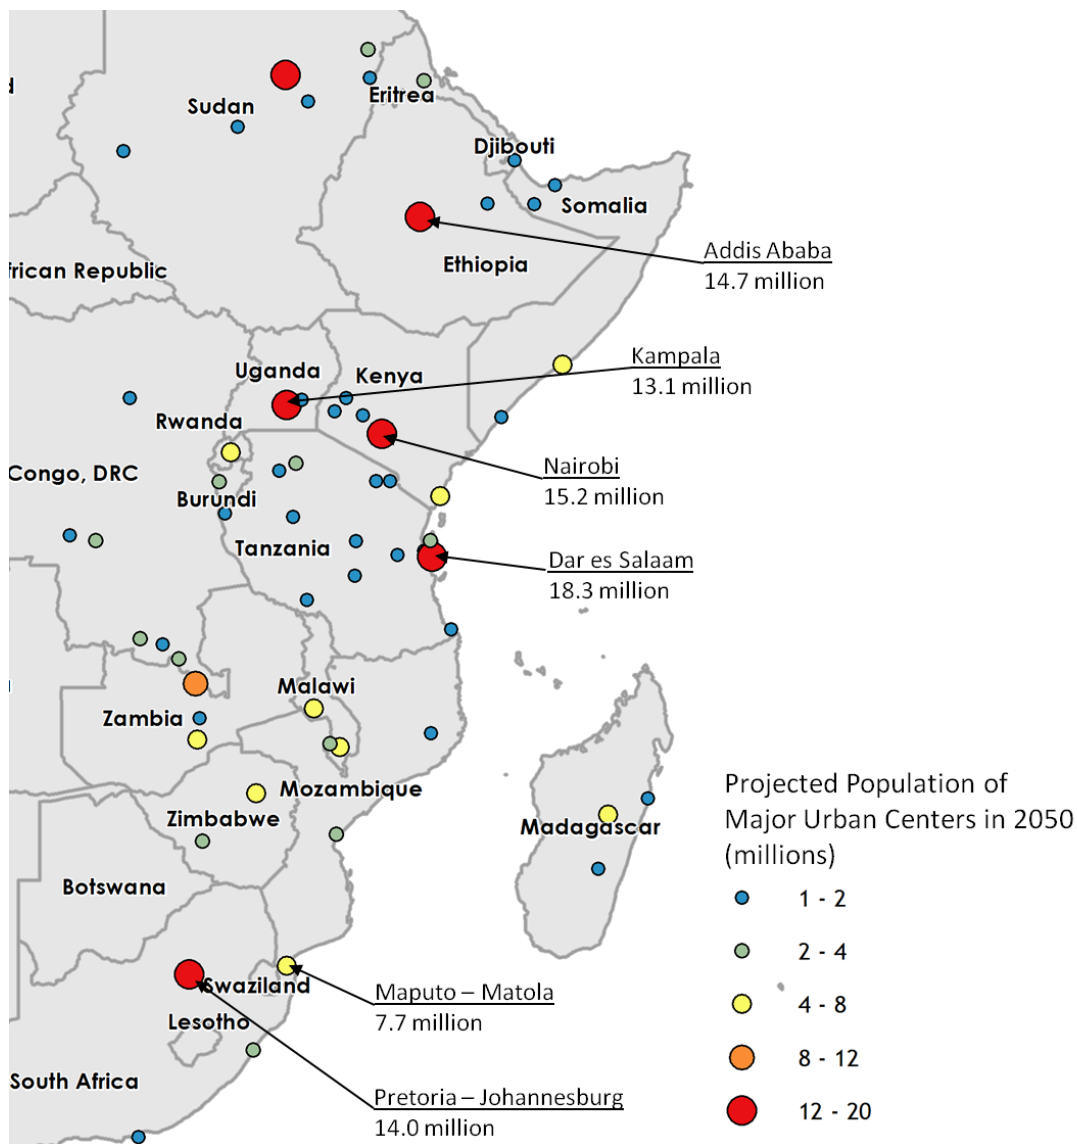 Eritrea
Sudan
Djibouti
Somalia
Addis Ababa
14.7 million
Ethiopia
frican Republic
Kampala
13.1 million
Uganda
Kenya
Rwanda
Nairobi
15.2 million
Congo, DRC
Burundi
Tanzania
Dar es Salaam
18.3 million
Malawi
Zambia
Mozambique
Zimbabwe
Madagascar
Botswana
Swaziland
Maputo – Matola
7.7 million
Lesotho
South Africa
Pretoria – Johannesburg
14.0 million
Projected Population of
Major Urban Centers in 2050
(millions)
1 - 2
2 - 4
4 - 8
8 - 12
12 - 20